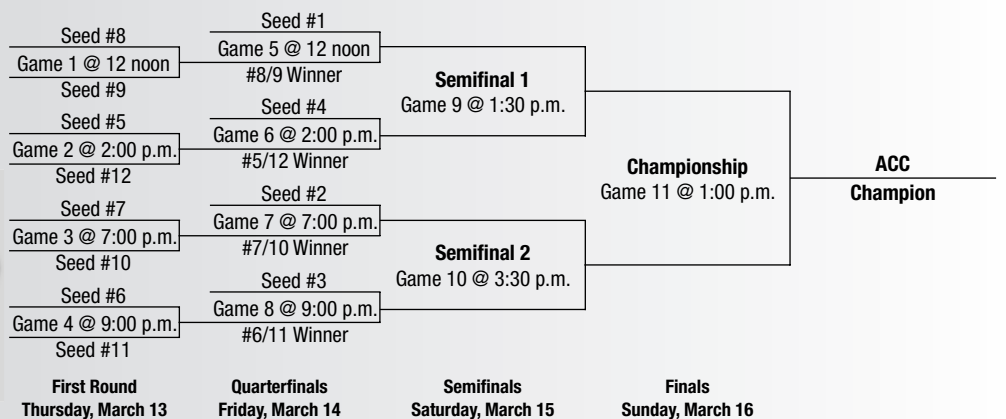 Seed #8
Game 1 @ 12 noon
Seed #9
Seed #5
Game 2 @ 2:00 p.m.
Seed #12
Seed #7
Game 3 @ 7:00 p.m.
Seed #10
Seed #6
Game 4 @ 9:00 p.m.
Seed #11
First Round
Thursday, March 13
Seed #1
Game 5 @ 12 noon
#8/9 Winner
Seed #4
Game 6 @ 2:00 p.m.
#5/12 Winner
Seed #2
Game 7 @ 7:00 p.m.
#7/10 Winner
Seed #3
Game 8 @ 9:00 p.m.
#6/11 Winner
Quarterfinals
Friday, March 14
Semifinal 1
Game 9 @ 1:30 p.m.
Semifinal 2
Game 10 @ 3:30 p.m.
Semifinals
Saturday, March 15
Championship
Game 11 @ 1:00 p.m.
Finals
Sunday, March 16
ACC
Champion